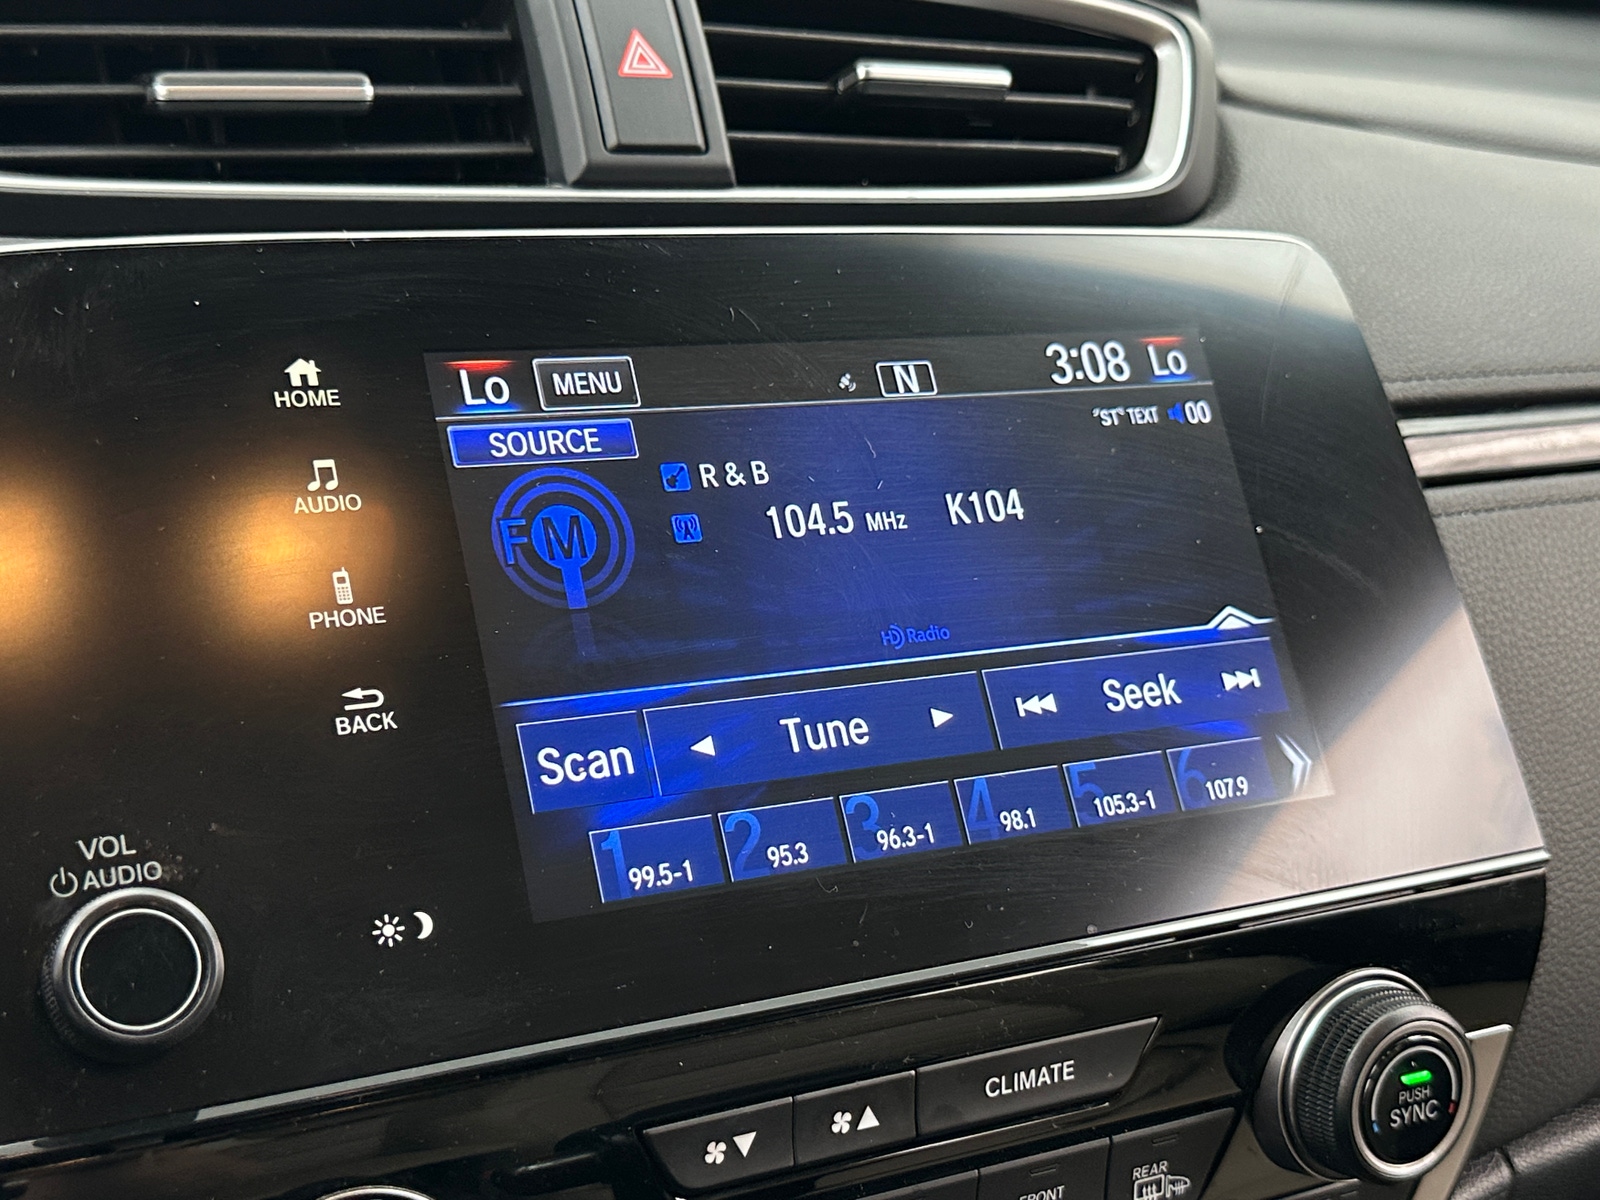 Lo MENU N 3:08 Lo
HOME
"ST" TEXT 00
SOURCE
R & B
AUDIO
FM
104.5 MHz K104
PHONE
HD Radio
BACK
Scan Tune Seek
1 99.5-1
2 95.3
3 96.3-1
4 98.1
5 105.3-1
6 107.9
VOL
AUDIO
CLIMATE
PUSH
SYNC
FRONT
REAR